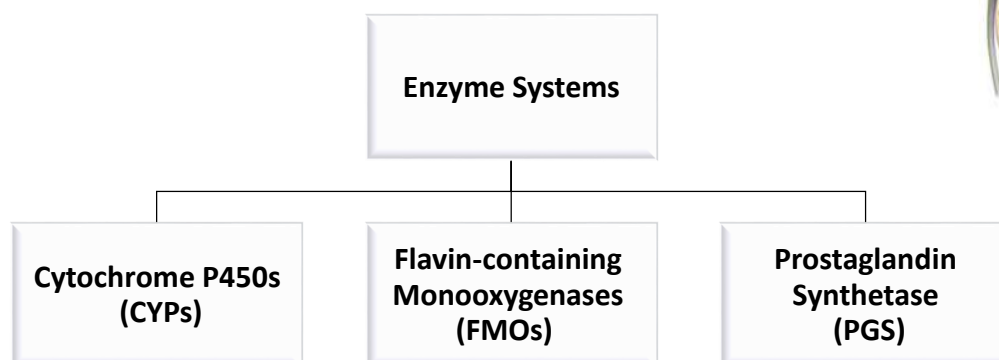 Enzyme Systems
Cytochrome P450s
(CYPs)
Flavin-containing
Monooxygenases
(FMOs)
Prostaglandin
Synthetase
(PGS)